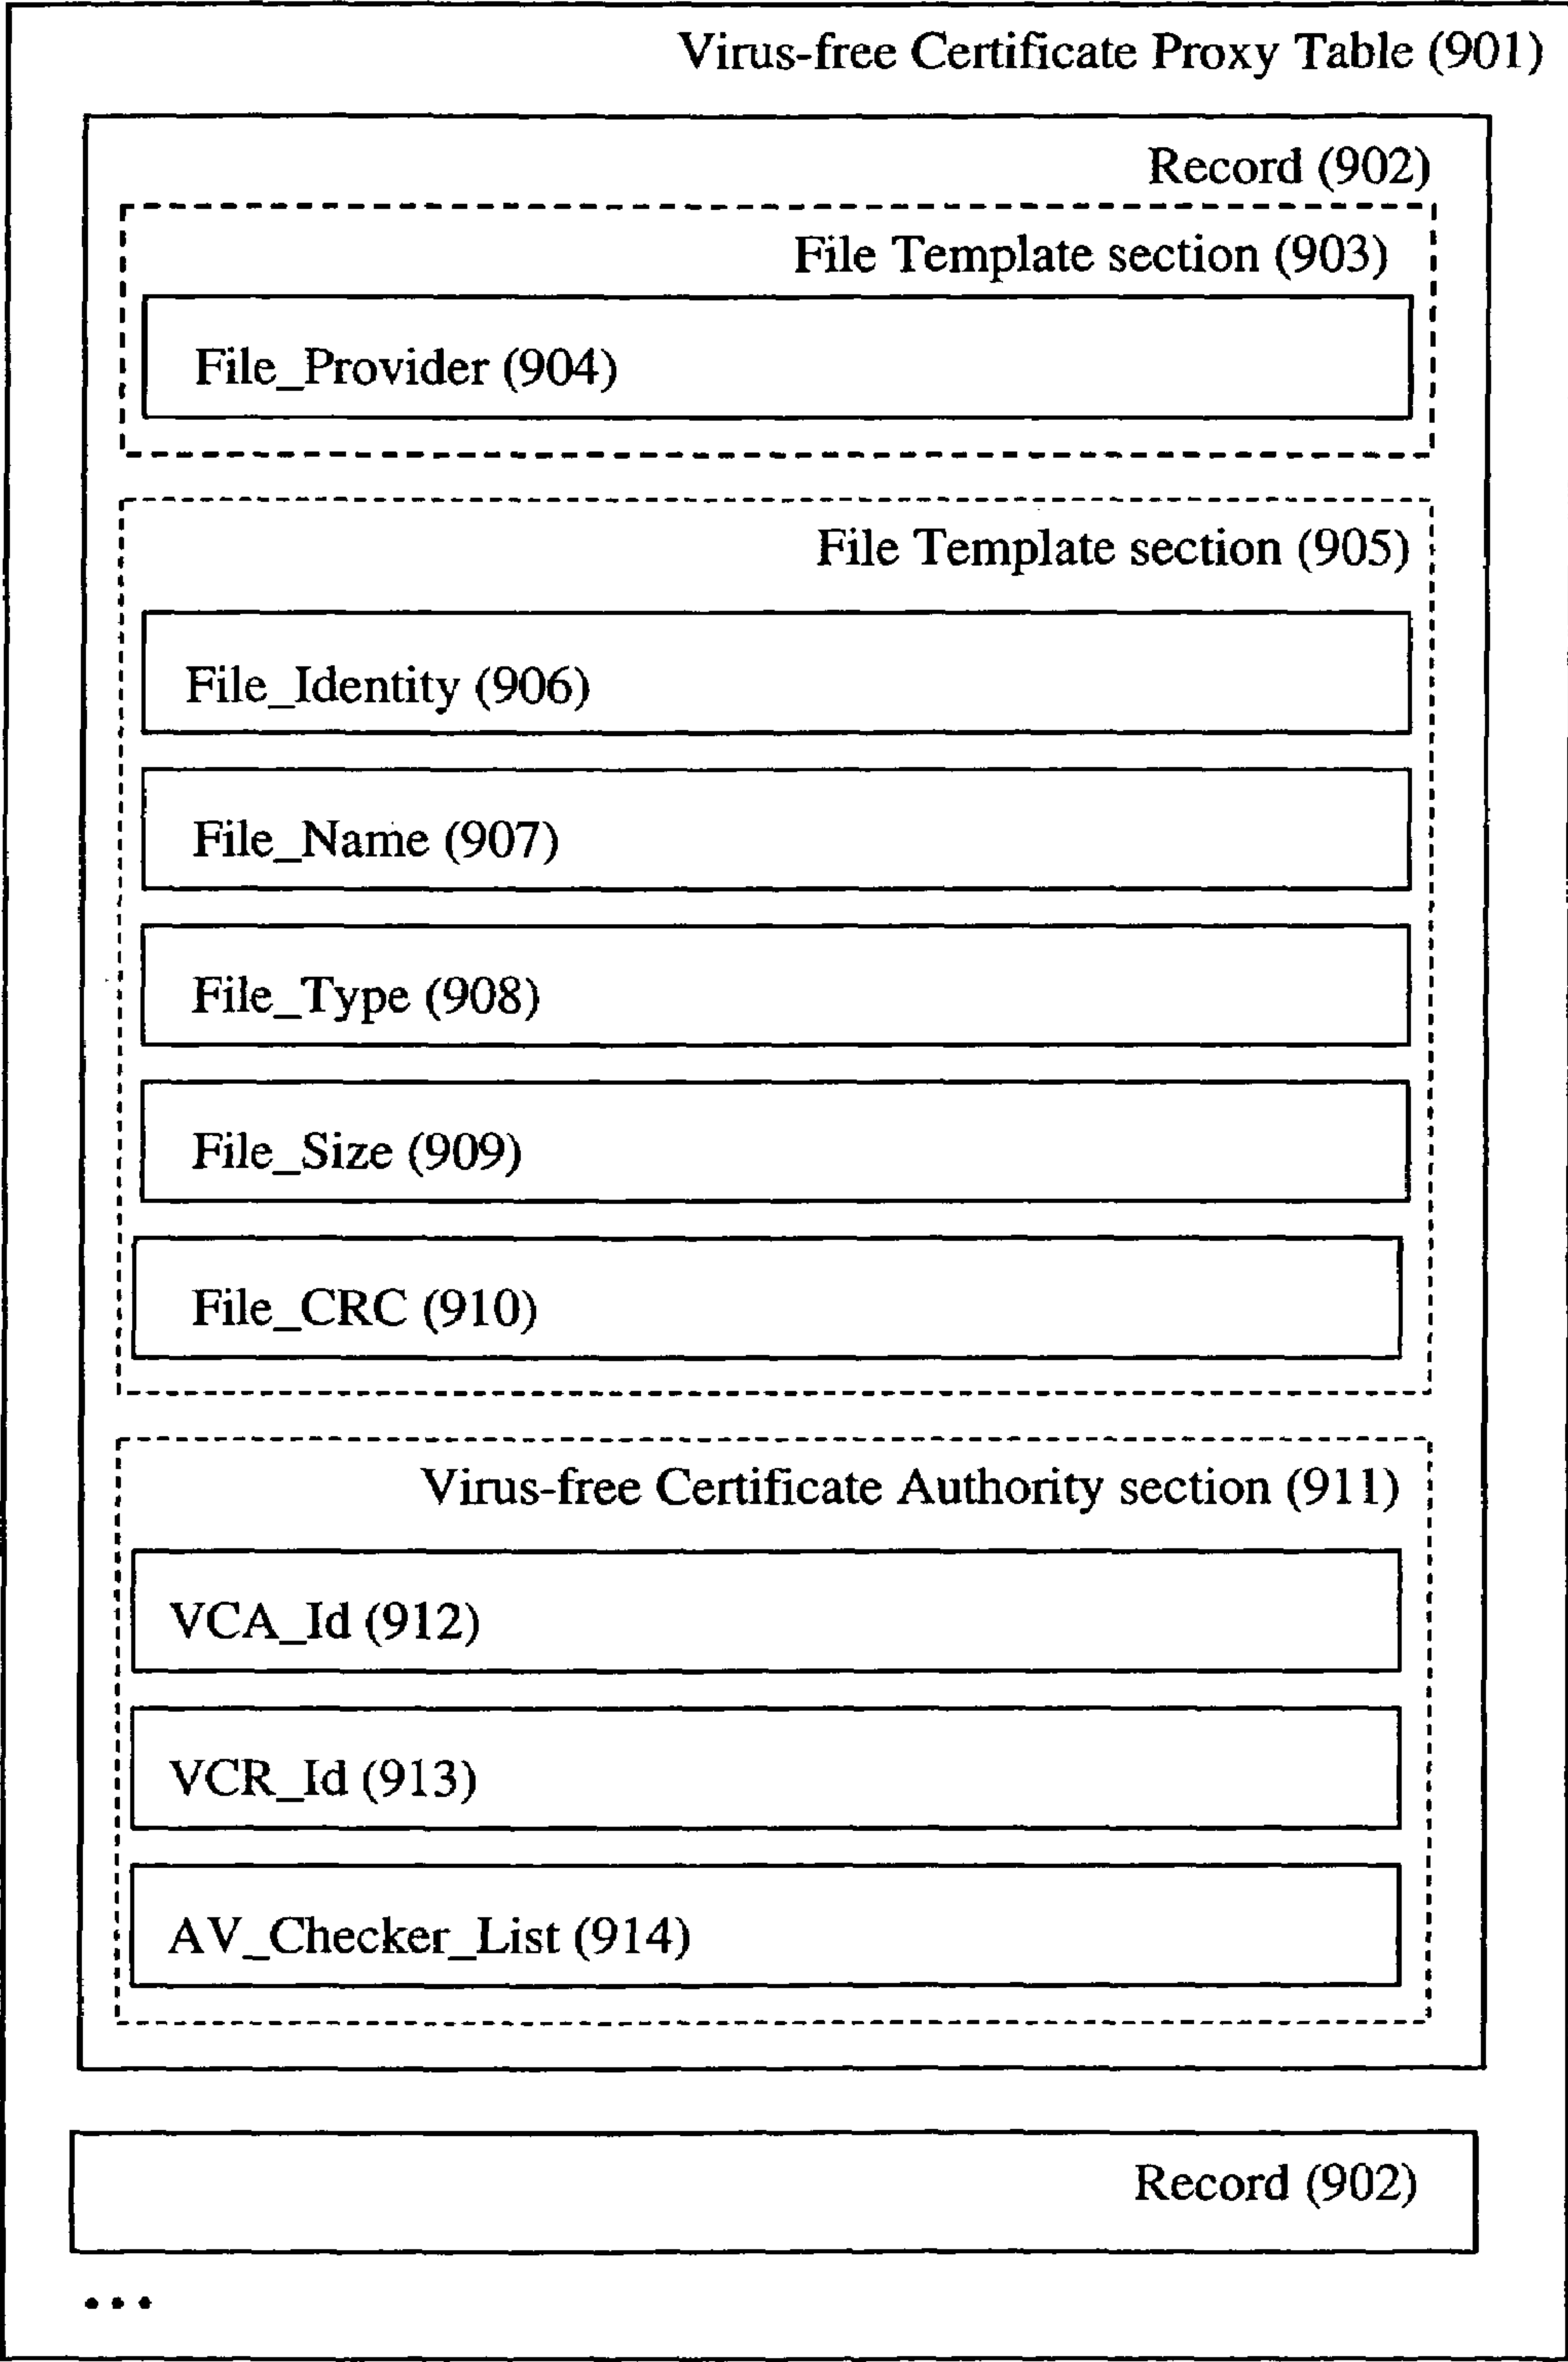 Virus-free Certificate Proxy Table (901)
Record (902)
File Template section (903)
File_Provider (904)
File Template section (905)
File_Identity (906)
File_Name (907)
File_Type (908)
File_Size (909)
File_CRC (910)
Virus-free Certificate Authority section (911)
VCA_Id (912)
VCR_Id (913)
AV_Checker_List (914)
Record (902)
...